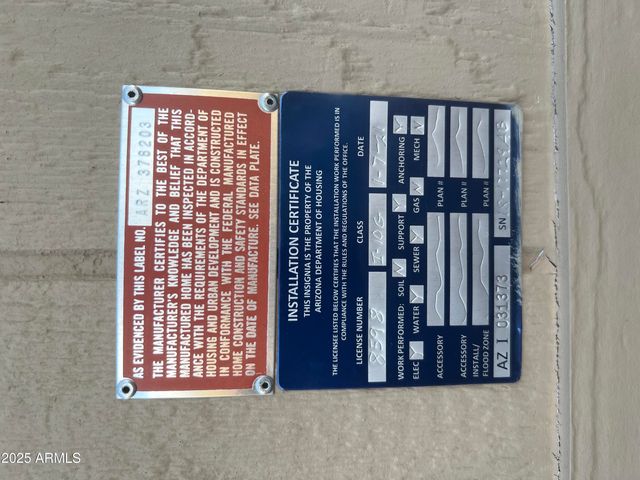 AS EVIDENCED BY THIS LABEL NO. ARZ 378203
THE MANUFACTURER CERTIFIES TO THE BEST OF THE
MANUFACTURER'S KNOWLEDGE AND BELIEF THAT THIS
MANUFACTURED HOME HAS BEEN INSPECTED IN ACCORD-
ANCE WITH THE REQUIREMENTS OF THE DEPARTMENT OF
HOUSING AND URBAN DEVELOPMENT AND IS CONSTRUCTED
IN CONFORMANCE WITH THE FEDERAL MANUFACTURED
HOME CONSTRUCTION AND SAFETY STANDARDS IN EFFECT
ON THE DATE OF MANUFACTURE. SEE DATA PLATE.
INSTALLATION CERTIFICATE
THIS INSIGNIA IS THE PROPERTY OF THE
ARIZONA DEPARTMENT OF HOUSING
THE LICENSEE LISTED BELOW CERTIFIES THAT THE INSTALLATION WORK PERFORMED IS IN
COMPLIANCE WITH THE RULES AND REGULATIONS OF THE OFFICE.
LICENSE NUMBER CLASS DATE
8598 I-10G 1-7-21
WORK PERFORMED: SOIL SUPPORT ANCHORING
ELEC WATER SEWER GAS MECH
ACCESSORY PLAN #
ACCESSORY PLAN #
INSTALL/
FLOOD ZONE PLAN #
AZ I 031373 SN
2025 ARMLS